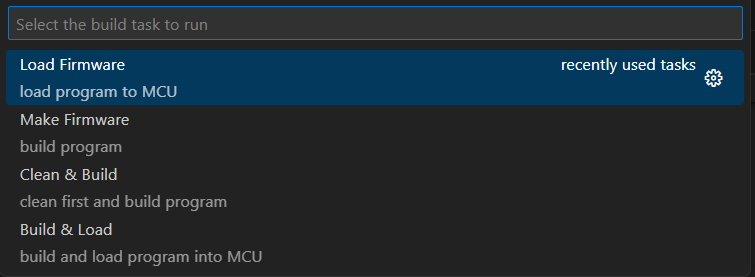 Select the build task to run
Load Firmware recently used tasks
load program to MCU
Make Firmware
build program
Clean & Build
clean first and build program
Build & Load
build and load program into MCU